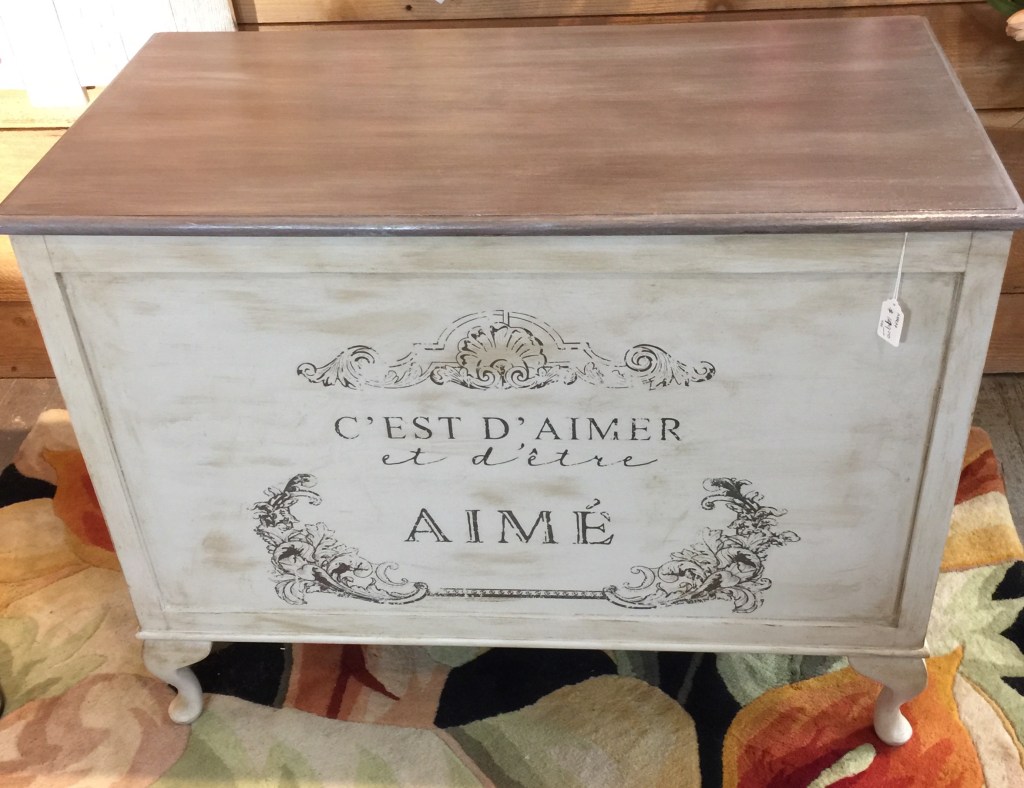 C'EST D'AIMER
et d'être
AIMÉ